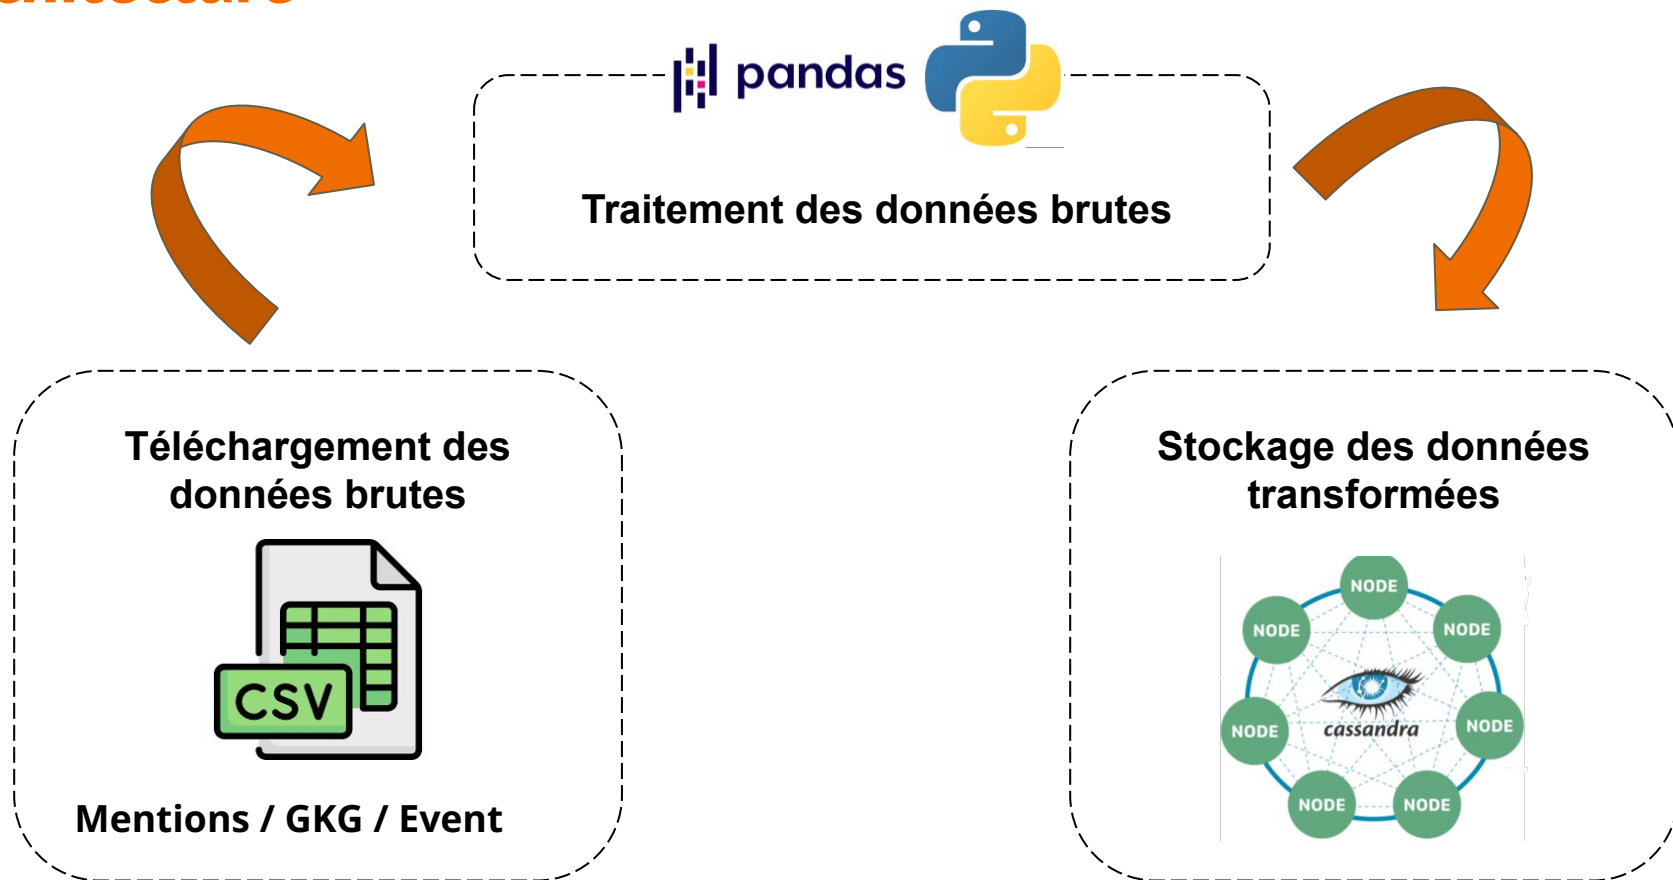 pandas
Traitement des données brutes
Téléchargement des
données brutes
CSV
Mentions / GKG / Event
Stockage des données
transformées
NODE
NODE
NODE
NODE
NODE
cassandra
NODE
NODE